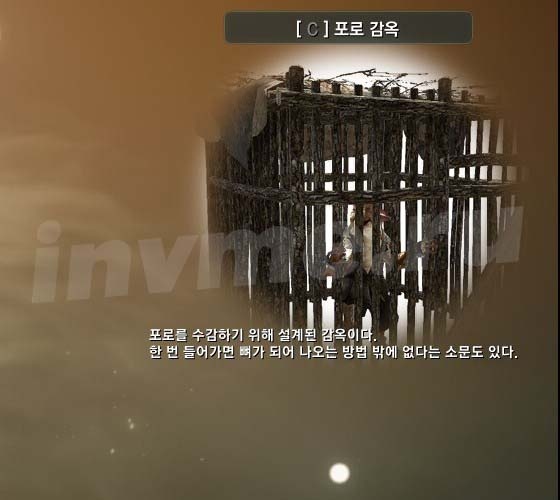 [ C ] 포로 감옥
invme.ru
포로를 수감하기 위해 설계된 감옥이다.
한 번 들어가면 뼈가 되어 나오는 방법 밖에 없다는 소문도 있다.